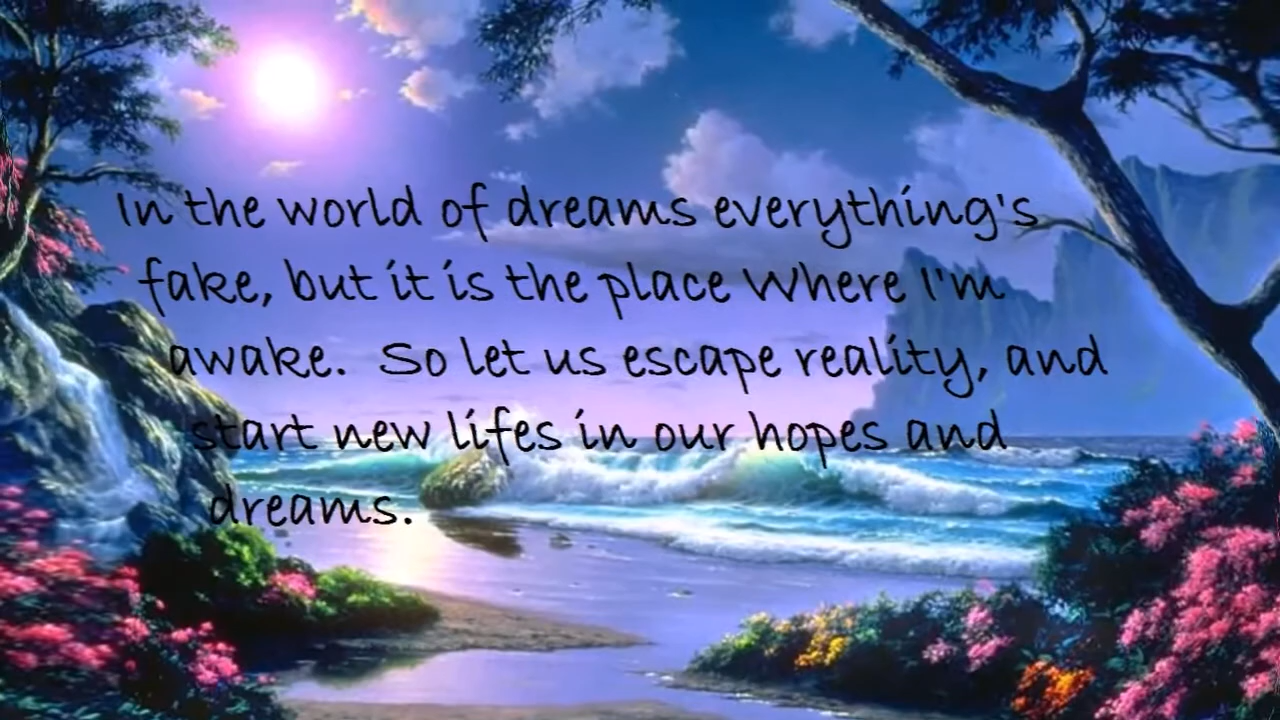 In the world of dreams everything's
fake, but it is the place Where I'm
awake. So let us escape reality, and
start new lifes in our hopes and
dreams.